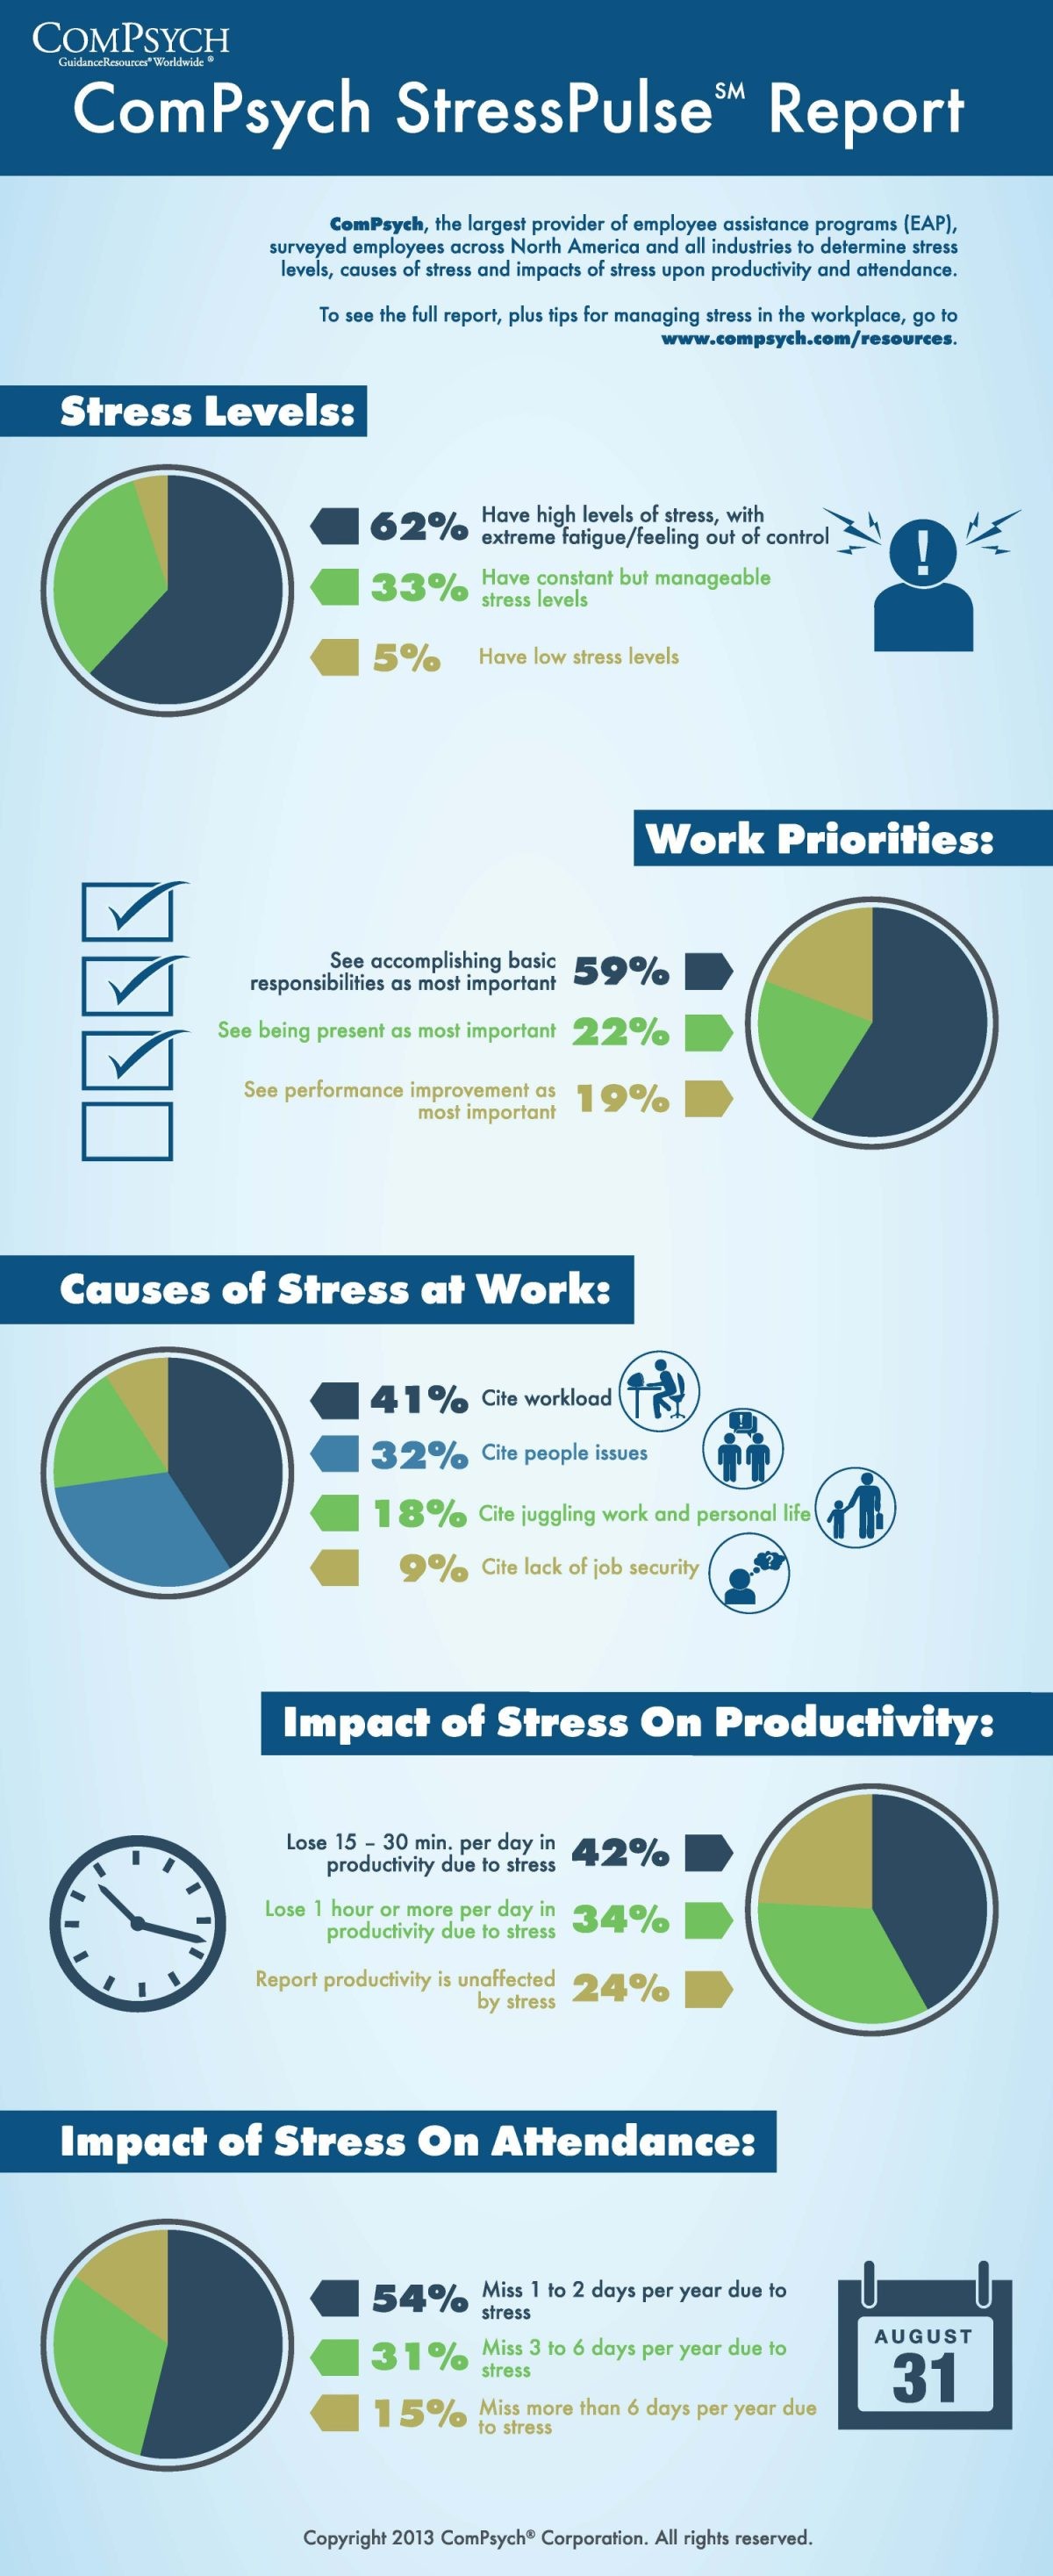 COMPSYCH
GuidanceResources® Worldwide ®
ComPsych StressPulse℠ Report
ComPsych, the largest provider of employee assistance programs (EAP),
surveyed employees across North America and all industries to determine stress
levels, causes of stress and impacts of stress upon productivity and attendance.
To see the full report, plus tips for managing stress in the workplace, go to
www.compsych.com/resources.
Stress Levels:
62% Have high levels of stress, with
extreme fatigue/feeling out of control
!
33% Have constant but manageable
stress levels
5% Have low stress levels
Work Priorities:
See accomplishing basic
responsibilities as most important 59%
See being present as most important 22%
See performance improvement as
most important 19%
Causes of Stress at Work:
41% Cite workload
!
32% Cite people issues
18% Cite juggling work and personal life
9% Cite lack of job security
?
Impact of Stress On Productivity:
Lose 15 – 30 min. per day in
productivity due to stress 42%
Lose 1 hour or more per day in
productivity due to stress 34%
Report productivity is unaffected
by stress 24%
Impact of Stress On Attendance:
54% Miss 1 to 2 days per year due to
stress
31% Miss 3 to 6 days per year due to
stress
15% Miss more than 6 days per year due
to stress
AUGUST
31
Copyright 2013 ComPsych® Corporation. All rights reserved.